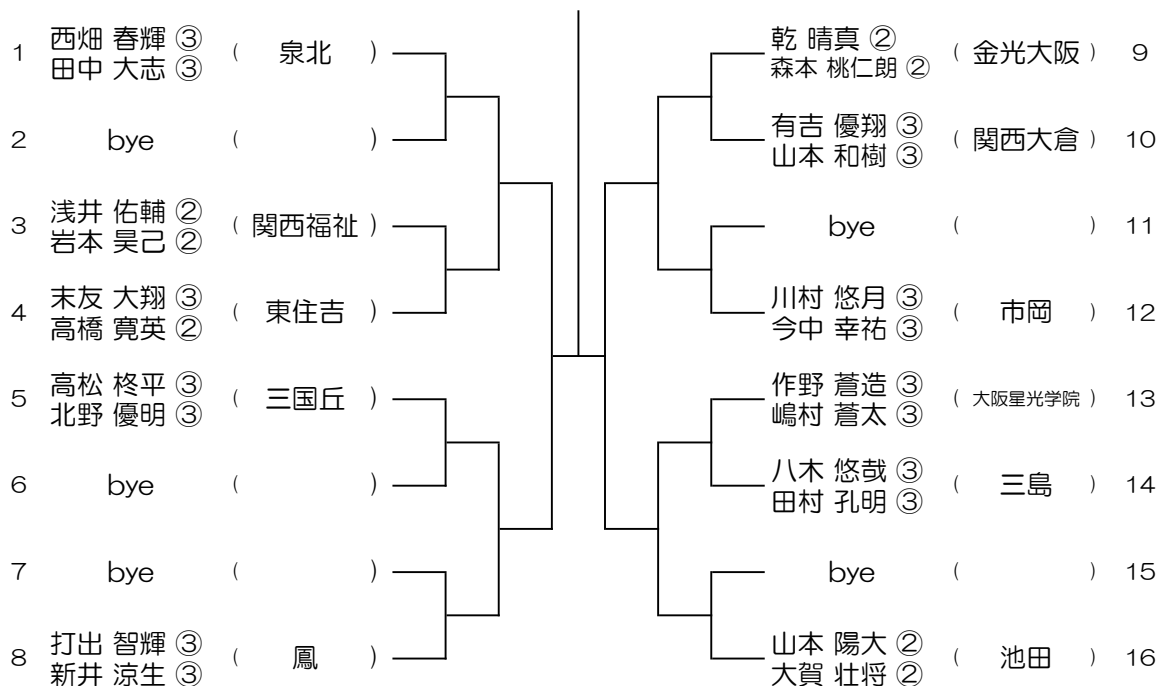 1 西畑 春輝 ③ ( 泉北 )
田中 大志 ③
2 bye ( )
3 浅井 佑輔 ② ( 関西福祉 )
岩本 昊己 ②
4 末友 大翔 ③ ( 東住吉 )
高橋 寛英 ②
5 高松 柊平 ③ ( 三国丘 )
北野 優明 ③
6 bye ( )
7 bye ( )
8 打出 智輝 ③ ( 鳳 )
新井 涼生 ③
乾 晴真 ② ( 金光大阪 ) 9
森本 桃仁朗 ②
有吉 優翔 ③ ( 関西大倉 ) 10
山本 和樹 ③
bye ( ) 11
川村 悠月 ③ ( 市岡 ) 12
今中 幸祐 ③
作野 蒼造 ③ ( 大阪星光学院 ) 13
嶋村 蒼太 ③
八木 悠哉 ③ ( 三島 ) 14
田村 孔明 ③
bye ( ) 15
山本 陽大 ② ( 池田 ) 16
大賀 壮将 ②